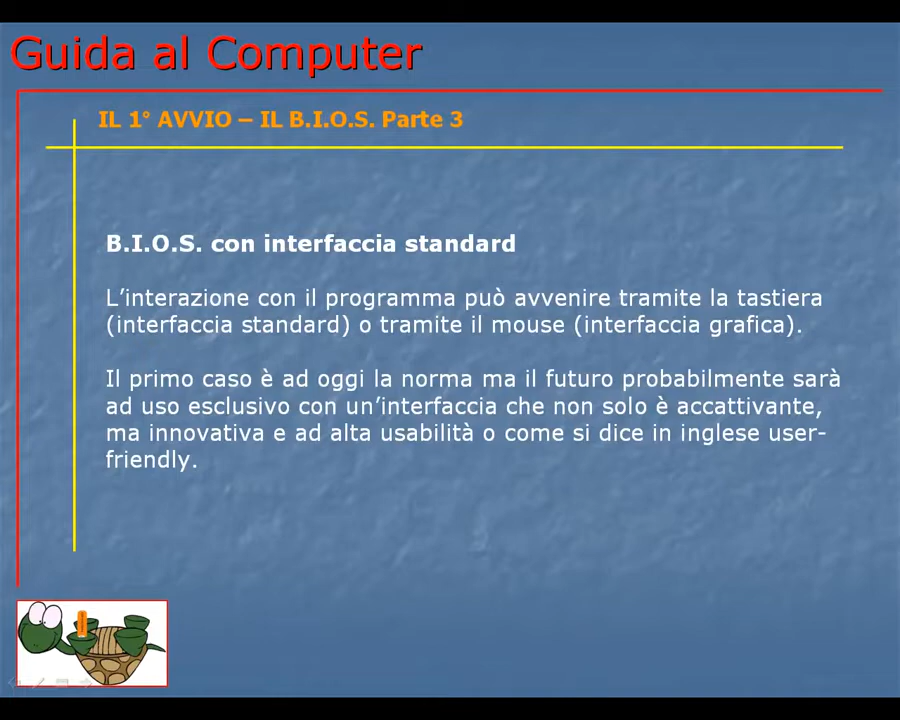 Guida al Computer
IL 1° AVVIO – IL B.I.O.S. Parte 3
B.I.O.S. con interfaccia standard
L’interazione con il programma può avvenire tramite la tastiera
(interfaccia standard) o tramite il mouse (interfaccia grafica).
Il primo caso è ad oggi la norma ma il futuro probabilmente sarà
ad uso esclusivo con un’interfaccia che non solo è accattivante,
ma innovativa e ad alta usabilità o come si dice in inglese user-
friendly.